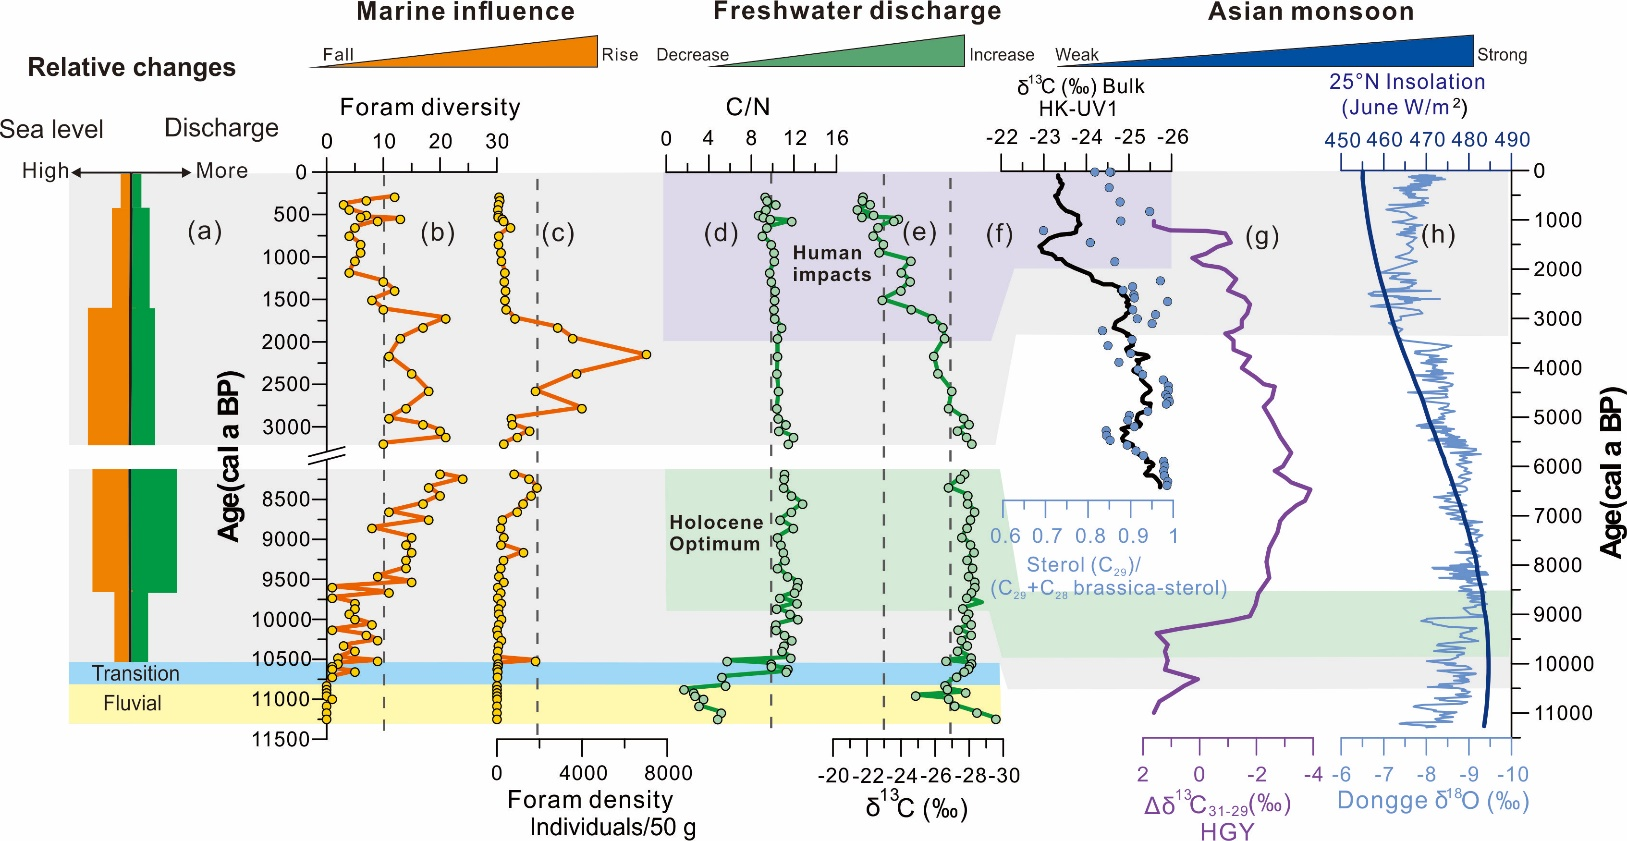 Marine influence
Freshwater discharge
Asian monsoon
Fall
Rise
Decrease
Increase
Weak
Strong
Relative changes
Sea level
Discharge
High
More
Foram diversity
0 10 20 30
C/N
0 4 8 12 16
δ¹³C (‰) Bulk
HK-UV1
-22 -23 -24 -25 -26
25°N Insolation
(June W/m²)
450 460 470 480 490
(a)
(b)
(c)
(d)
(e)
(f)
(g)
(h)
Human
impacts
Holocene
Optimum
Transition
Fluvial
Age(cal a BP)
0
500
1000
1500
2000
2500
3000
8500
9000
9500
10000
10500
11000
11500
0.6 0.7 0.8 0.9 1
Sterol (C₂₉)/
(C₂₉+C₂₈ brassica-sterol)
0
1000
2000
3000
4000
5000
6000
7000
8000
9000
10000
11000
Age(cal a BP)
0 4000 8000
Foram density
Individuals/50 g
-20 -22 -24 -26 -28 -30
δ¹³C (‰)
2 0 -2 -4
Δδ¹³C₃₁₋₂₉(‰)
HGY
-6 -7 -8 -9 -10
Dongge δ¹⁸O (‰)